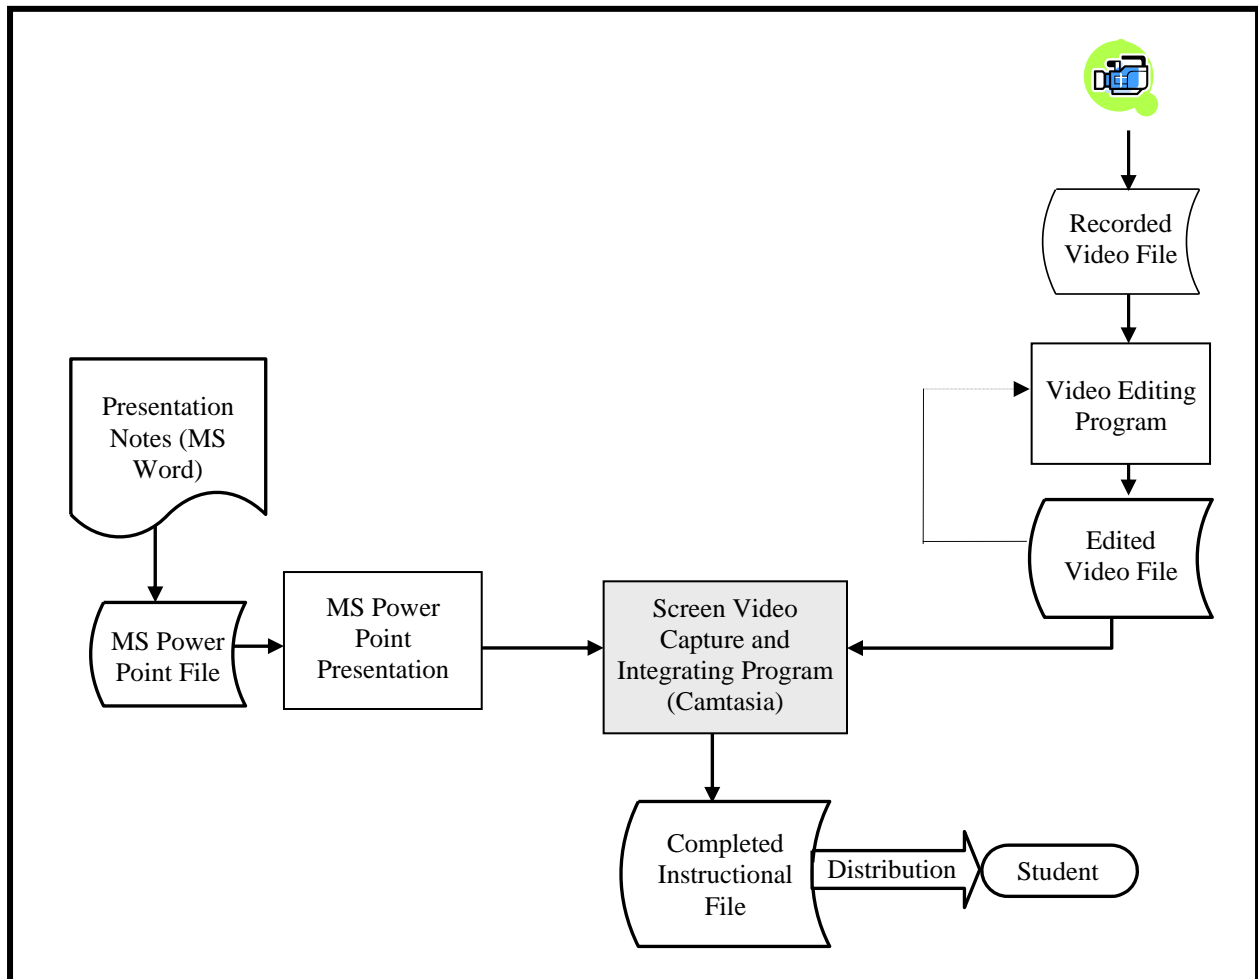 Recorded
Video File
Video Editing
Program
Presentation
Notes (MS
Word)
Edited
Video File
MS Power
Point File
MS Power
Point
Presentation
Screen Video
Capture and
Integrating Program
(Camtasia)
Completed
Instructional
File
Distribution
Student